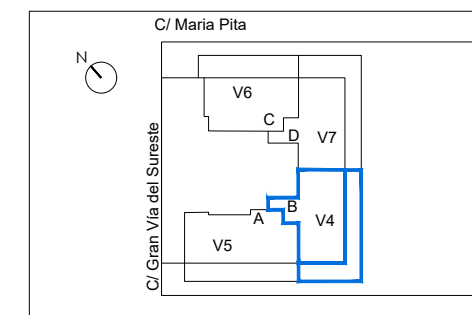 C/ Maria Pita
N
V6
C
D
V7
B
A
V4
V5
C/ Gran Vía del Sureste